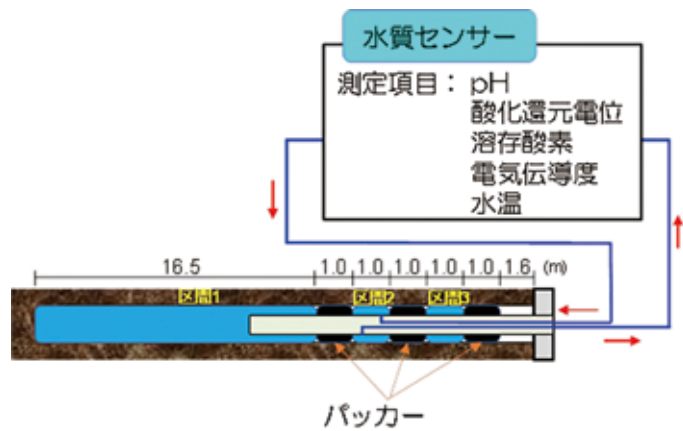 水質センサー
測定項目： pH
酸化還元電位
溶存酸素
電気伝導度
水温
16.5 1.0 1.0 1.0 1.0 1.0 1.6 (m)
区間1 区間2 区間3
パッカー